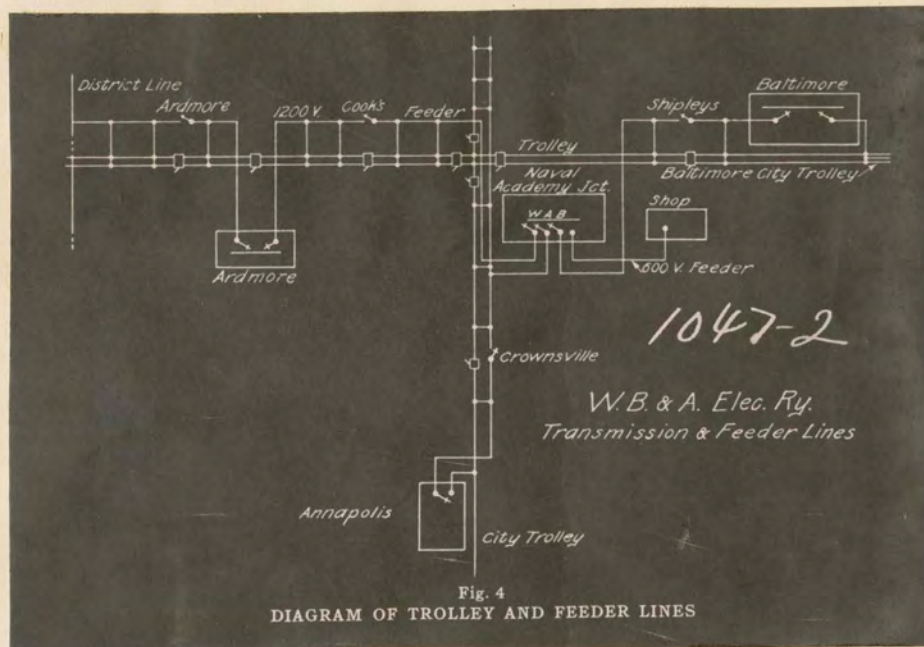 District Line
Ardmore
1200 V.
Cook's
Feeder
Shipleys
Baltimore
Trolley
Naval
Academy Jct.
W A B
Shop
Baltimore City Trolley
Ardmore
600 V. Feeder
1047-2
Crownsville
W. B. & A. Elec. Ry.
Transmission & Feeder Lines
Annapolis
City Trolley
Fig. 4
DIAGRAM OF TROLLEY AND FEEDER LINES